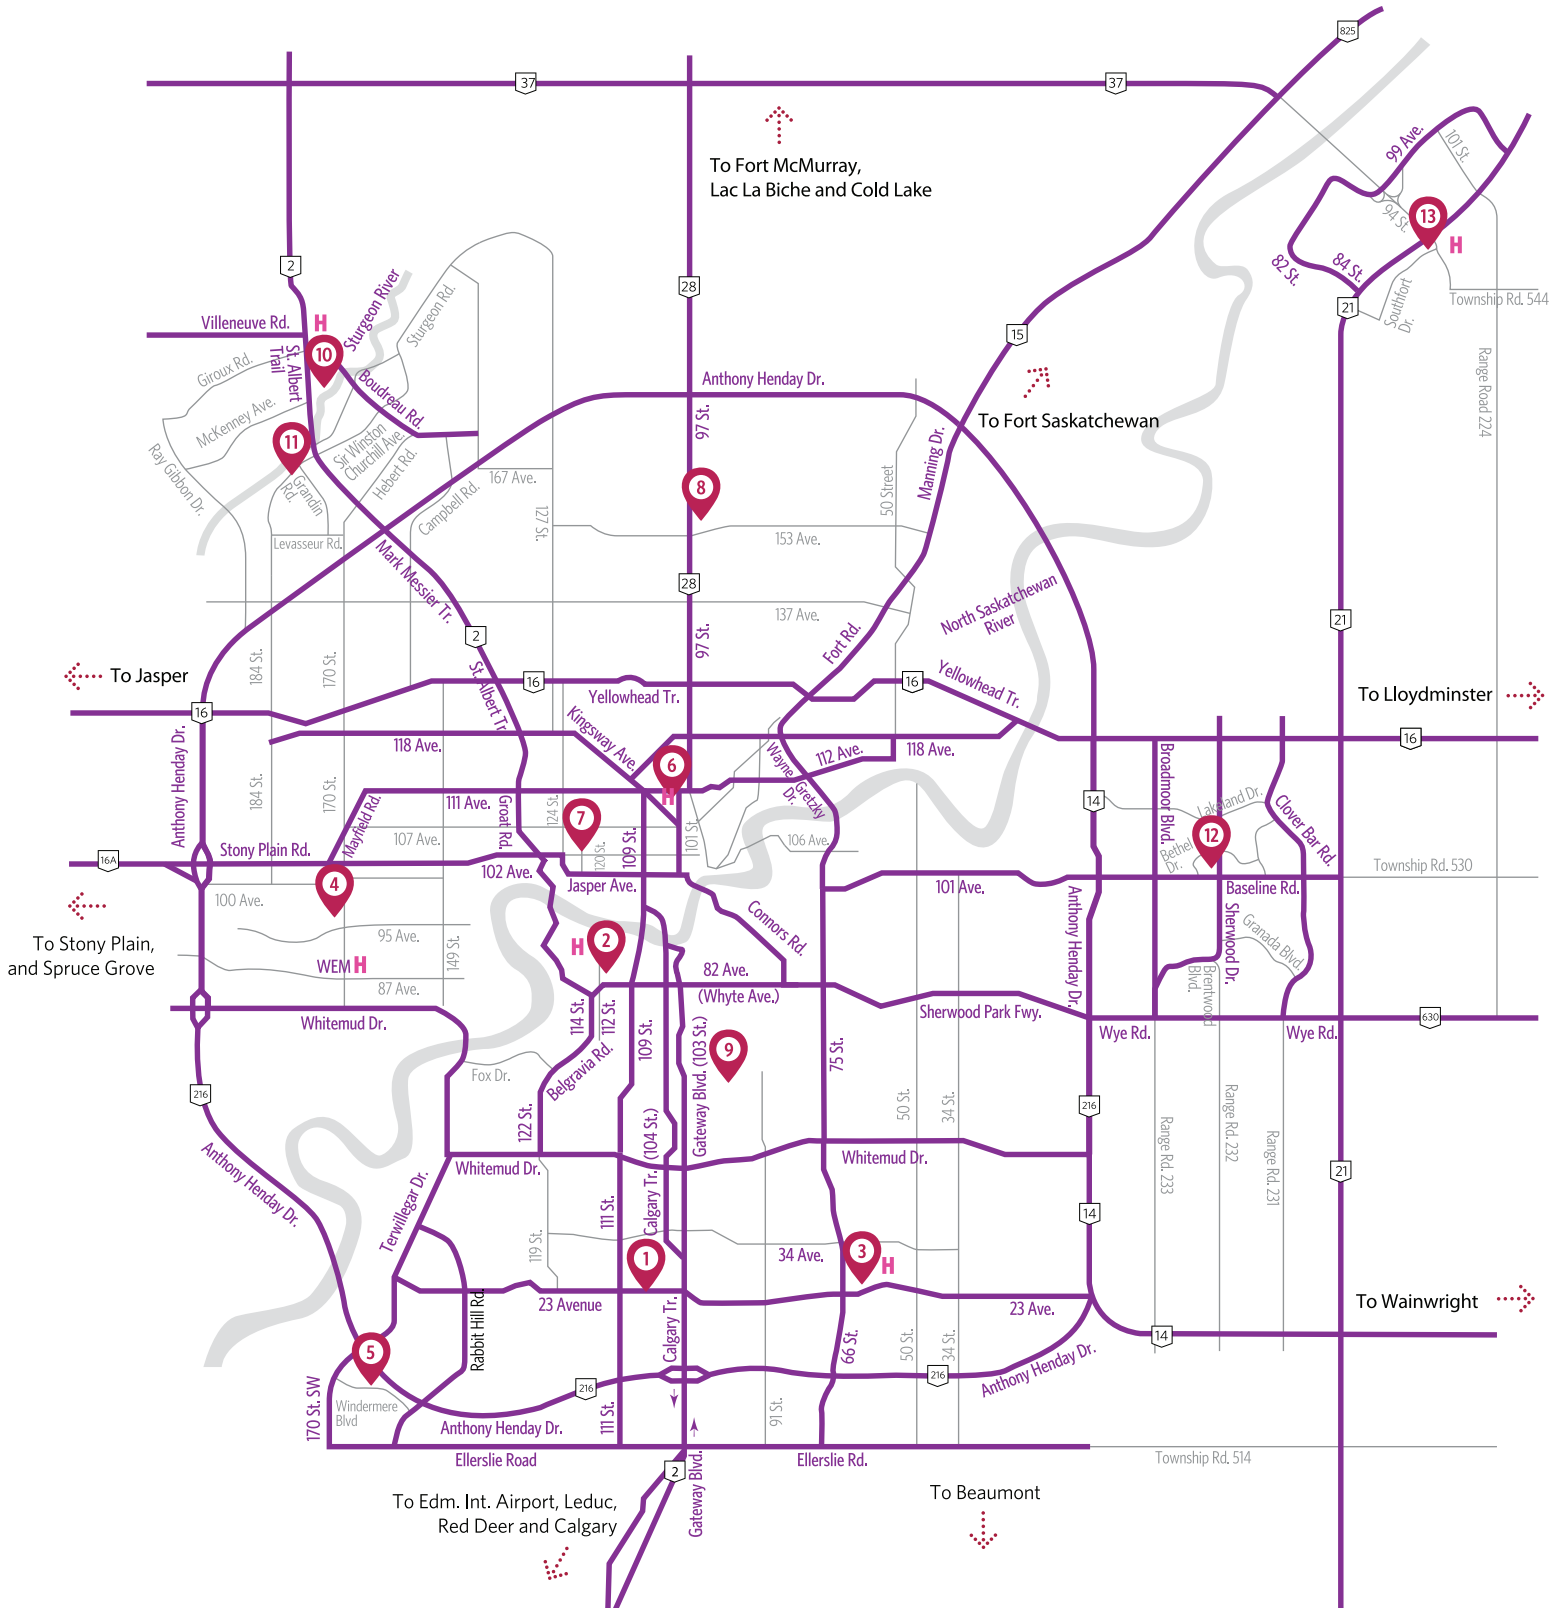 825
37
37
To Fort McMurray,
Lac La Biche and Cold Lake
99 Ave.
101 St.
94 St.
13
H
82 St.
84 St.
Southfort
Dr.
Township Rd. 544
21
Range Road 224
2
28
15
Villeneuve Rd.
H
Sturgeon River
Sturgeon Rd.
10
St. Albert
Trail
Giroux Rd.
Boudreau Rd.
McKenney Ave.
11
Sir Winston
Churchill Ave.
Hebert Rd.
Ray Gibbon Dr.
Grandin
Rd.
Campbell Rd.
Levasseur Rd.
167 Ave.
127 St.
Anthony Henday Dr.
97 St.
8
50 Street
Manning Dr.
To Fort Saskatchewan
153 Ave.
Mark Messier Tr.
28
137 Ave.
97 St.
Fort Rd.
North Saskatchewan
River
21
2
To Jasper
184 St.
170 St.
St. Albert Tr.
16
16
Yellowhead Tr.
16
Yellowhead Tr.
To Lloydminster
16
118 Ave.
Kingsway Ave.
6
H
118 Ave.
112 Ave.
Wayne Gretzky
Dr.
Anthony Henday Dr.
184 St.
170 St.
Mayfield Rd.
111 Ave.
Groat Rd.
124 St.
7
107 Ave.
120 St.
109 St.
101 St.
106 Ave.
14
Broadmoor Blvd.
Lakeland Dr.
Clover Bar Rd.
12
Bethel
Dr.
16A
Stony Plain Rd.
4
102 Ave.
Jasper Ave.
101 Ave.
Baseline Rd.
Township Rd. 530
100 Ave.
95 Ave.
149 St.
Connors Rd.
Anthony Henday Dr.
Sherwood Dr.
Granada Blvd.
Brentwood
Blvd.
To Stony Plain,
and Spruce Grove
WEM H
87 Ave.
H
2
82 Ave.
(Whyte Ave.)
Whitemud Dr.
Sherwood Park Fwy.
Wye Rd.
Wye Rd.
630
114 St.
112 St.
109 St.
Belgravia Rd.
Fox Dr.
122 St.
9
Gateway Blvd. (103 St.)
75 St.
50 St.
34 St.
216
216
Range Rd. 233
Range Rd. 232
Range Rd. 231
Whitemud Dr.
Whitemud Dr.
21
Anthony Henday Dr.
Terwillegar Dr.
111 St.
Calgary Tr. (104 St.)
14
119 St.
1
34 Ave.
3
H
23 Avenue
23 Ave.
To Wainwright
Rabbit Hill Rd.
Calgary Tr.
66 St.
50 St.
34 St.
14
5
216
216
Anthony Henday Dr.
170 St. SW
Windermere
Blvd
Anthony Henday Dr.
111 St.
91 St.
Ellerslie Road
Ellerslie Rd.
Township Rd. 514
2
Gateway Blvd.
To Edm. Int. Airport, Leduc,
Red Deer and Calgary
To Beaumont